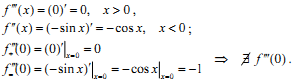 f'''(x) = (0)' = 0, x > 0,
f'''(x) = (−sin x)' = −cos x, x < 0;
f'''₊(0) = (0)'|ₓ₌₀ = 0
f'''₋(0) = (−sin x)'|ₓ₌₀ = −cos x|ₓ₌₀ = −1 ⇒ ∄ f'''(0).